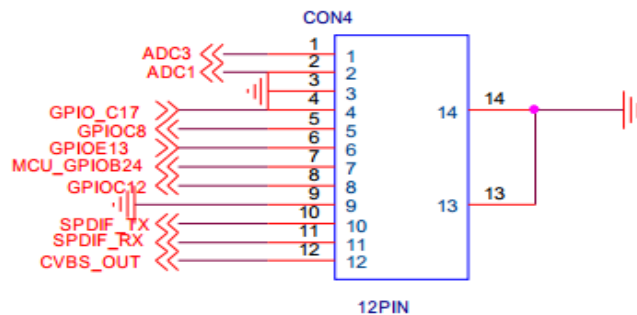 CON4
ADC3 1 1
ADC1 2 2
3 3
GPIO_C17 4 4 14 14
GPIOC8 5 5
GPIOE13 6 6
MCU_GPIOB24 7 7
GPIOC12 8 8
9 9 13 13
SPDIF_TX 10 10
SPDIF_RX 11 11
CVBS_OUT 12 12
12PIN